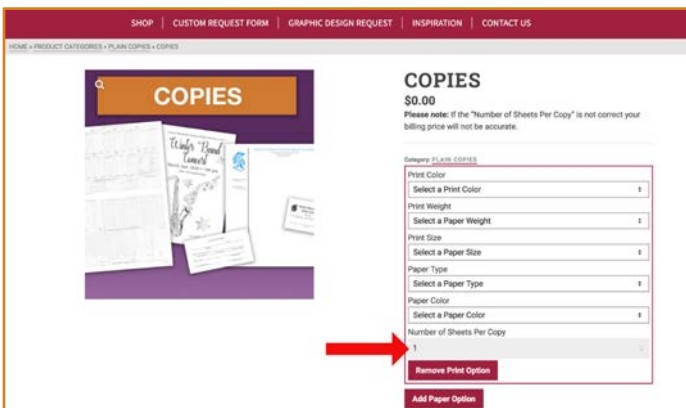 SHOP | CUSTOM REQUEST FORM | GRAPHIC DESIGN REQUEST | INSPIRATION | CONTACT US
HOME » PRODUCT CATEGORIES » PLAIN COPIES » COPIES
COPIES
Winter Band
Concert
COPIES
$0.00
Please note: If the "Number of Sheets Per Copy" is not correct your
billing price will not be accurate.
Category: PLAIN COPIES
Print Color
Select a Print Color
Print Weight
Select a Paper Weight
Print Size
Select a Paper Size
Paper Type
Select a Paper Type
Paper Color
Select a Paper Color
Number of Sheets Per Copy
1
Remove Print Option
Add Paper Option